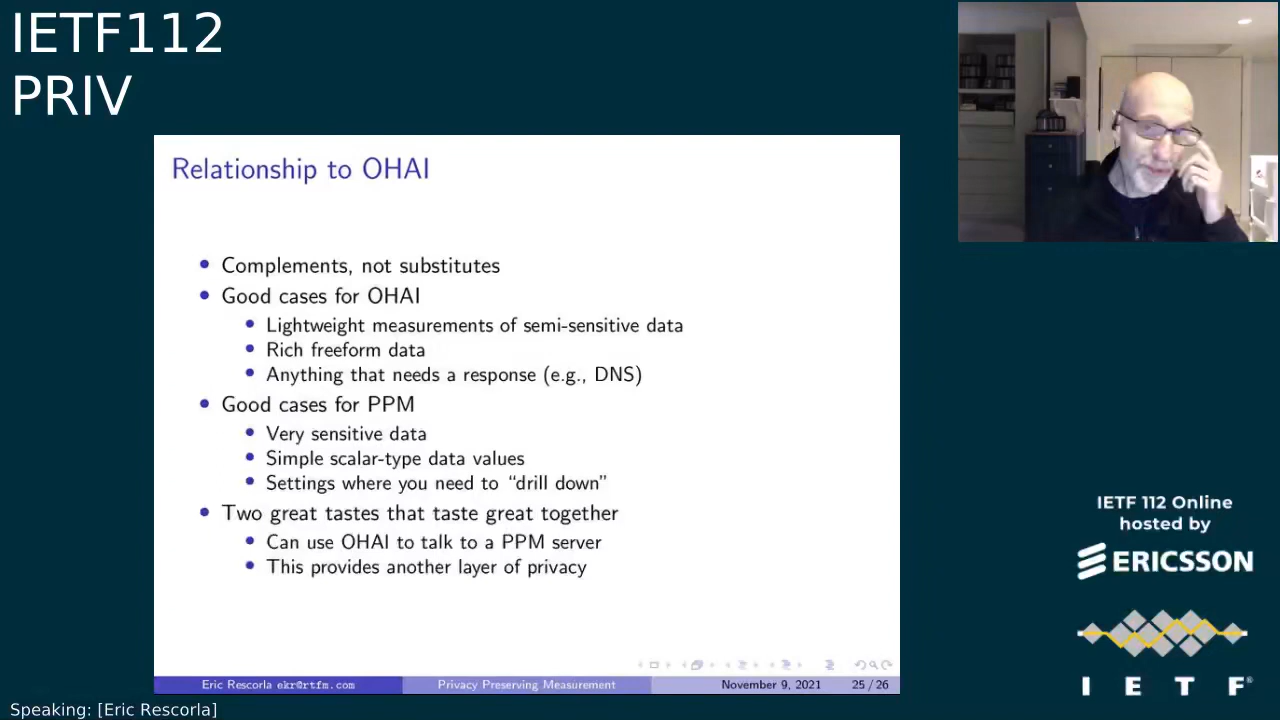 IETF112
PRIV
Relationship to OHAI
Complements, not substitutes
Good cases for OHAI
Lightweight measurements of semi-sensitive data
Rich freeform data
Anything that needs a response (e.g., DNS)
Good cases for PPM
Very sensitive data
Simple scalar-type data values
Settings where you need to “drill down”
Two great tastes that taste great together
Can use OHAI to talk to a PPM server
This provides another layer of privacy
Eric Rescorla ekr@rtfm.com
Privacy Preserving Measurement
November 9, 2021
25 / 26
IETF 112 Online
hosted by
ERICSSON
I E T F®
Speaking: [Eric Rescorla]